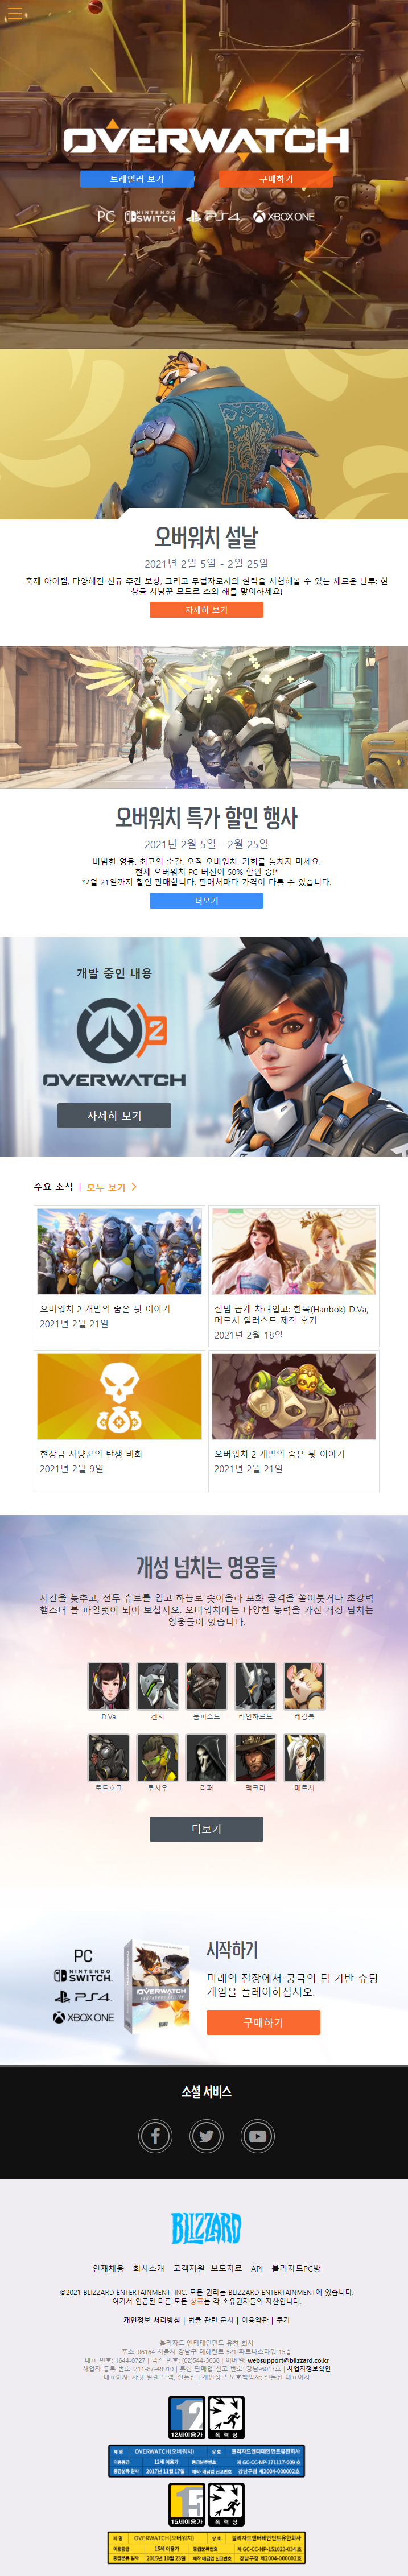 OVERWATCH
트레일러 보기
구매하기
PC NINTENDO SWITCH PS4 XBOX ONE
오버워치 설날
2021년 2월 5일 - 2월 25일
축제 아이템, 다양해진 신규 주간 보상, 그리고 무법자로서의 실력을 시험해볼 수 있는 새로운 난투: 현
상금 사냥꾼 모드로 소의 해를 맞이하세요!
자세히 보기
오버워치 특가 할인 행사
2021년 2월 5일 - 2월 25일
비범한 영웅. 최고의 순간. 오직 오버워치. 기회를 놓치지 마세요.
현재 오버워치 PC 버전이 50% 할인 중!*
*2월 21일까지 할인 판매합니다. 판매처마다 가격이 다를 수 있습니다.
더보기
개발 중인 내용
2
OVERWATCH
자세히 보기
주요 소식 | 모두 보기 >
오버워치 2 개발의 숨은 뒷 이야기
2021년 2월 21일
설빔 곱게 차려입고: 한복(Hanbok) D.Va,
메르시 일러스트 제작 후기
2021년 2월 18일
현상금 사냥꾼의 탄생 비화
2021년 2월 9일
오버워치 2 개발의 숨은 뒷 이야기
2021년 2월 21일
개성 넘치는 영웅들
시간을 늦추고, 전투 슈트를 입고 하늘로 솟아올라 포화 공격을 쏟아붓거나 초강력
햄스터 볼 파일럿이 되어 보십시오. 오버워치에는 다양한 능력을 가진 개성 넘치는
영웅들이 있습니다.
D.Va
겐지
둠피스트
라인하르트
레킹볼
로드호그
루시우
리퍼
맥크리
메르시
더보기
PC
NINTENDO SWITCH
PS4
XBOX ONE
OVERWATCH
시작하기
미래의 전장에서 궁극의 팀 기반 슈팅
게임을 플레이하십시오.
구매하기
소셜 서비스
BLIZZARD
인재채용 회사소개 고객지원 보도자료 API 블리자드PC방
©2021 BLIZZARD ENTERTAINMENT, INC. 모든 권리는 BLIZZARD ENTERTAINMENT에 있습니다.
여기서 언급된 다른 모든 상표는 각 소유권자들의 자산입니다.
개인정보 처리방침 | 법률 관련 문서 | 이용약관 | 쿠키
블리자드 엔터테인먼트 유한 회사
주소: 06164 서울시 강남구 테헤란로 521 파르나스타워 15층
대표 번호: 1644-0727 | 팩스 번호: (02)544-3038 | 이메일: websupport@blizzard.co.kr
사업자 등록 번호: 211-87-49910 | 통신 판매업 신고 번호: 강남-6017호 | 사업자정보확인
대표이사: 자켓 알렌 브랙, 전동진 | 개인정보 보호책임자: 전동진 대표이사
12
12세이용가
폭력성
제 명 OVERWATCH(오버워치) 상 호 블리자드엔터테인먼트유한회사
이용등급 12세 이용가 등급분류번호 제 GC-CC-NP-171117-009 호
등급분류 일자 2017년 11월 17일 제작·배급업 신고번호 강남구청 제2004-000002호
15
15세이용가
폭력성
제 명 OVERWATCH(오버워치) 상 호 블리자드엔터테인먼트유한회사
이용등급 15세 이용가 등급분류번호 제 GC-CC-NP-151023-034 호
등급분류 일자 2015년 10월 23일 제작·배급업 신고번호 강남구청 제2004-000002호